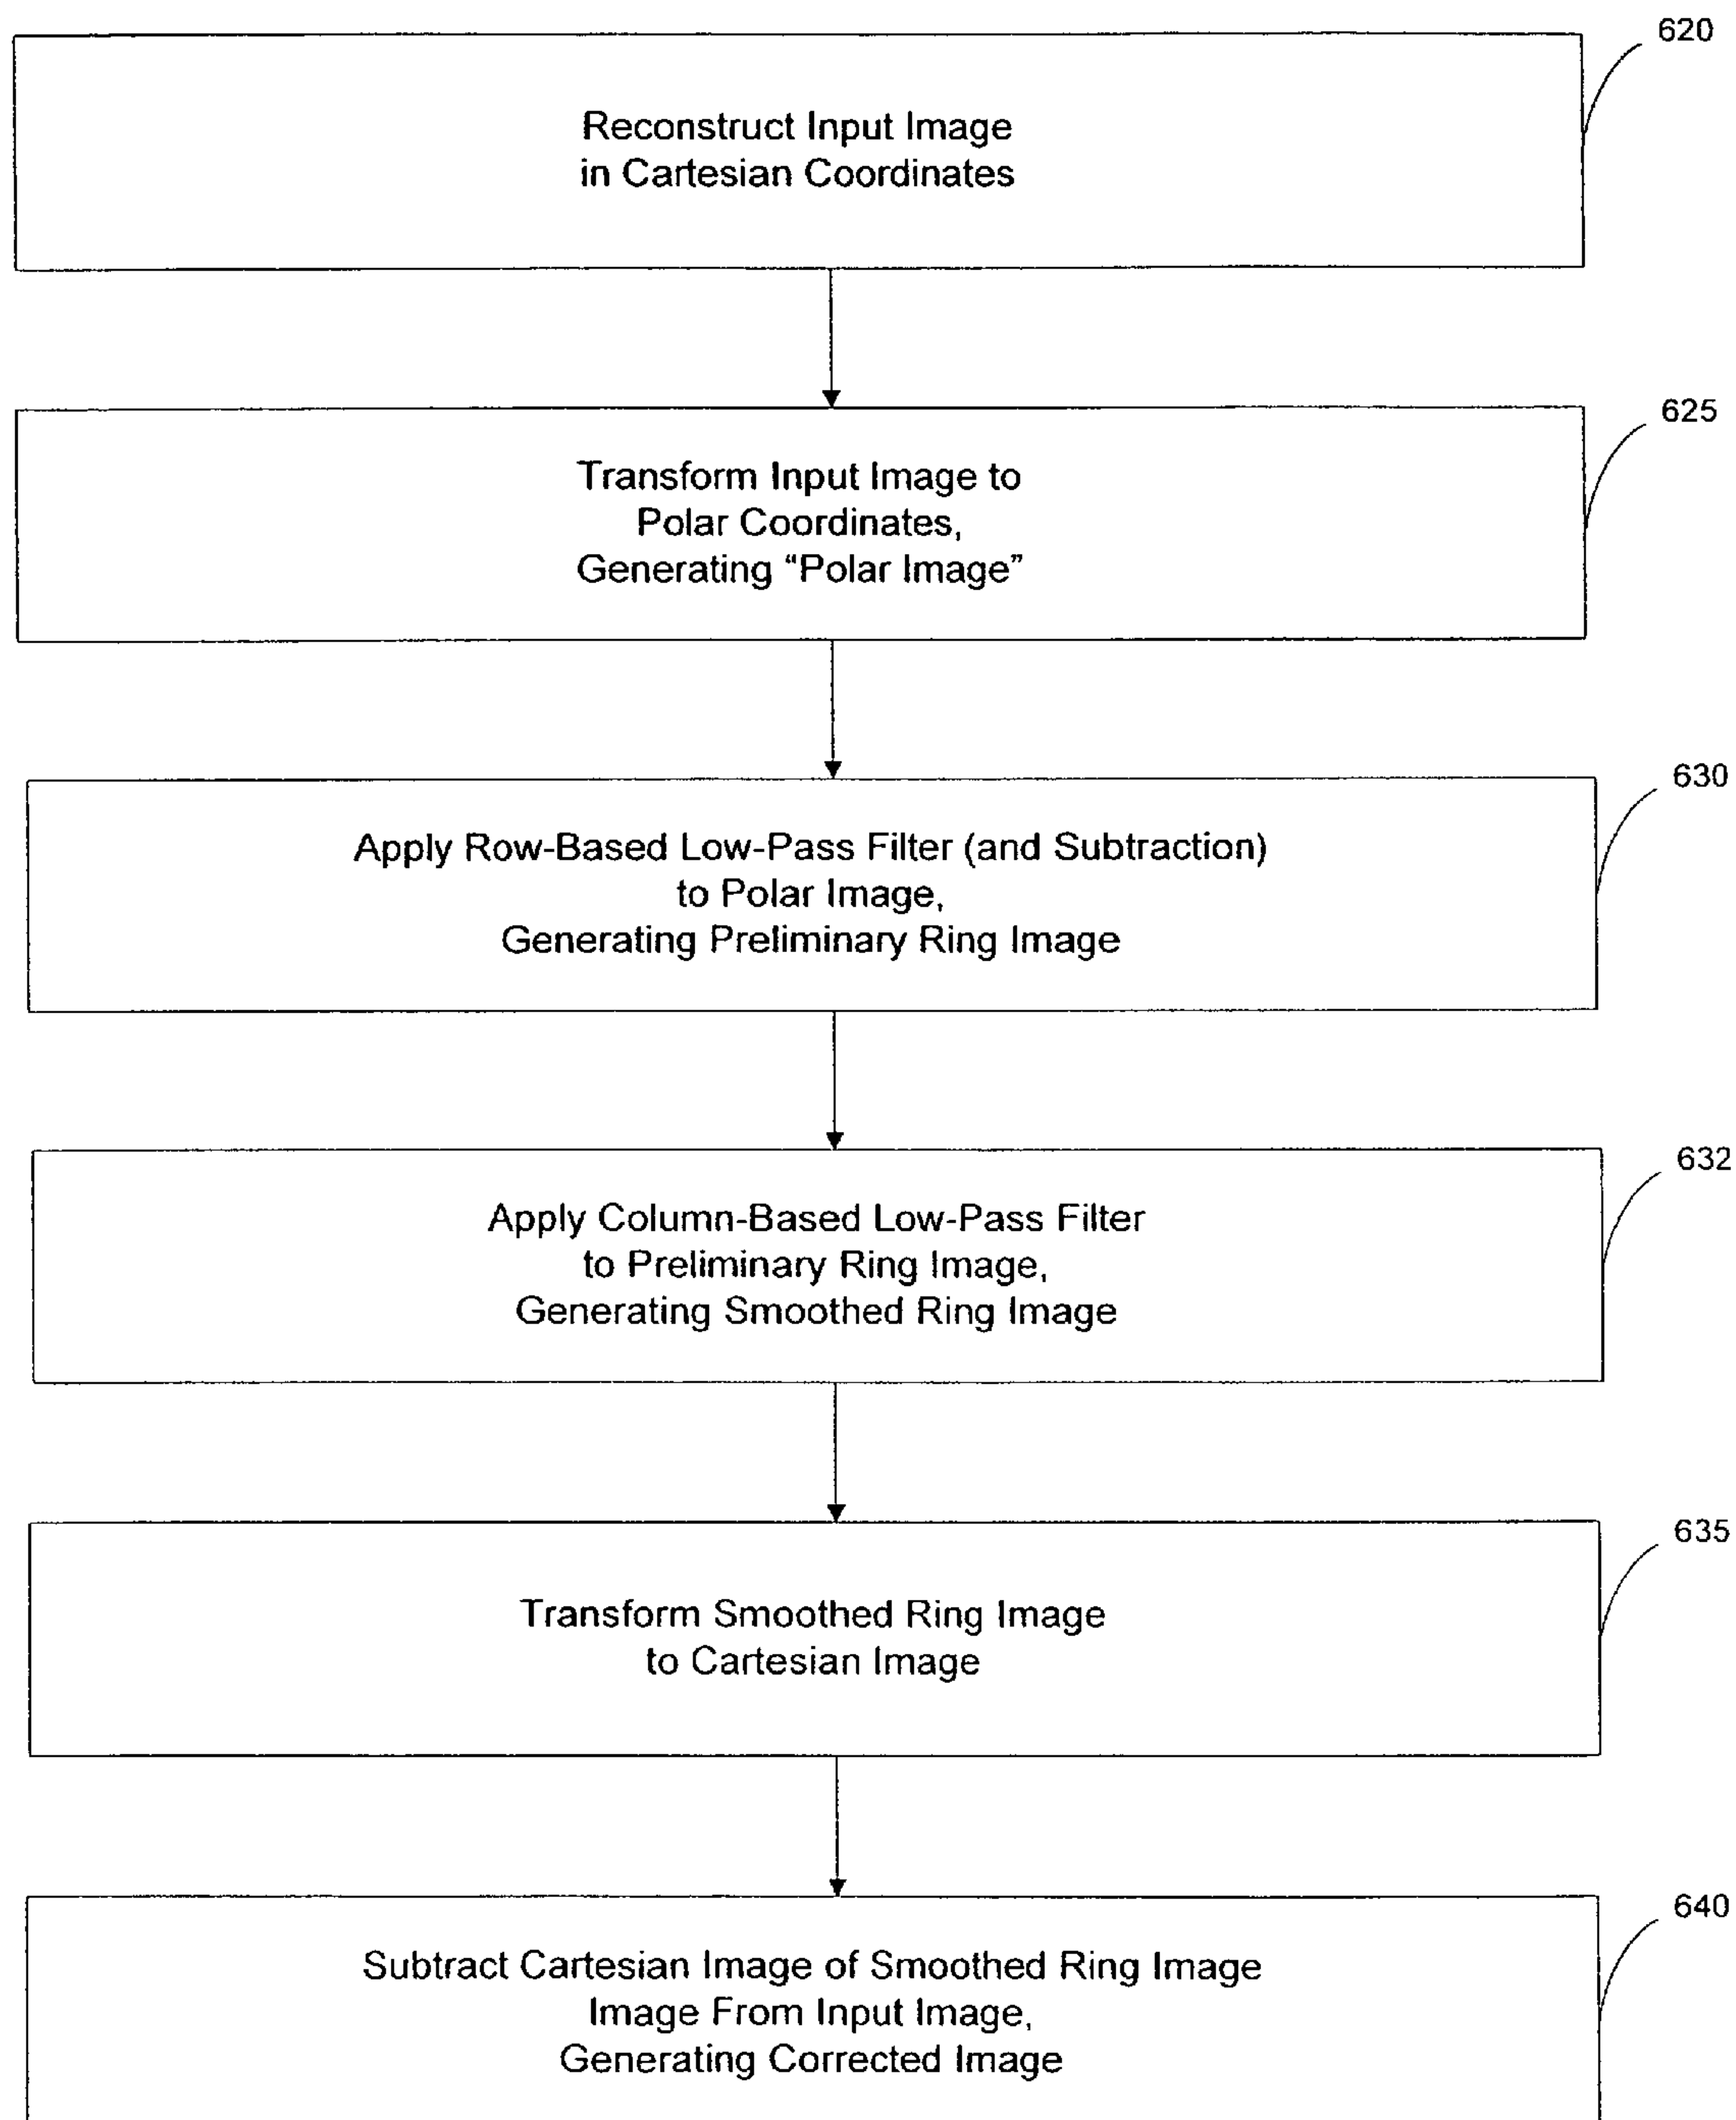 620
Reconstruct Input Image
in Cartesian Coordinates
625
Transform Input Image to
Polar Coordinates,
Generating “Polar Image”
630
Apply Row-Based Low-Pass Filter (and Subtraction)
to Polar Image,
Generating Preliminary Ring Image
632
Apply Column-Based Low-Pass Filter
to Preliminary Ring Image,
Generating Smoothed Ring Image
635
Transform Smoothed Ring Image
to Cartesian Image
640
Subtract Cartesian Image of Smoothed Ring Image
Image From Input Image,
Generating Corrected Image